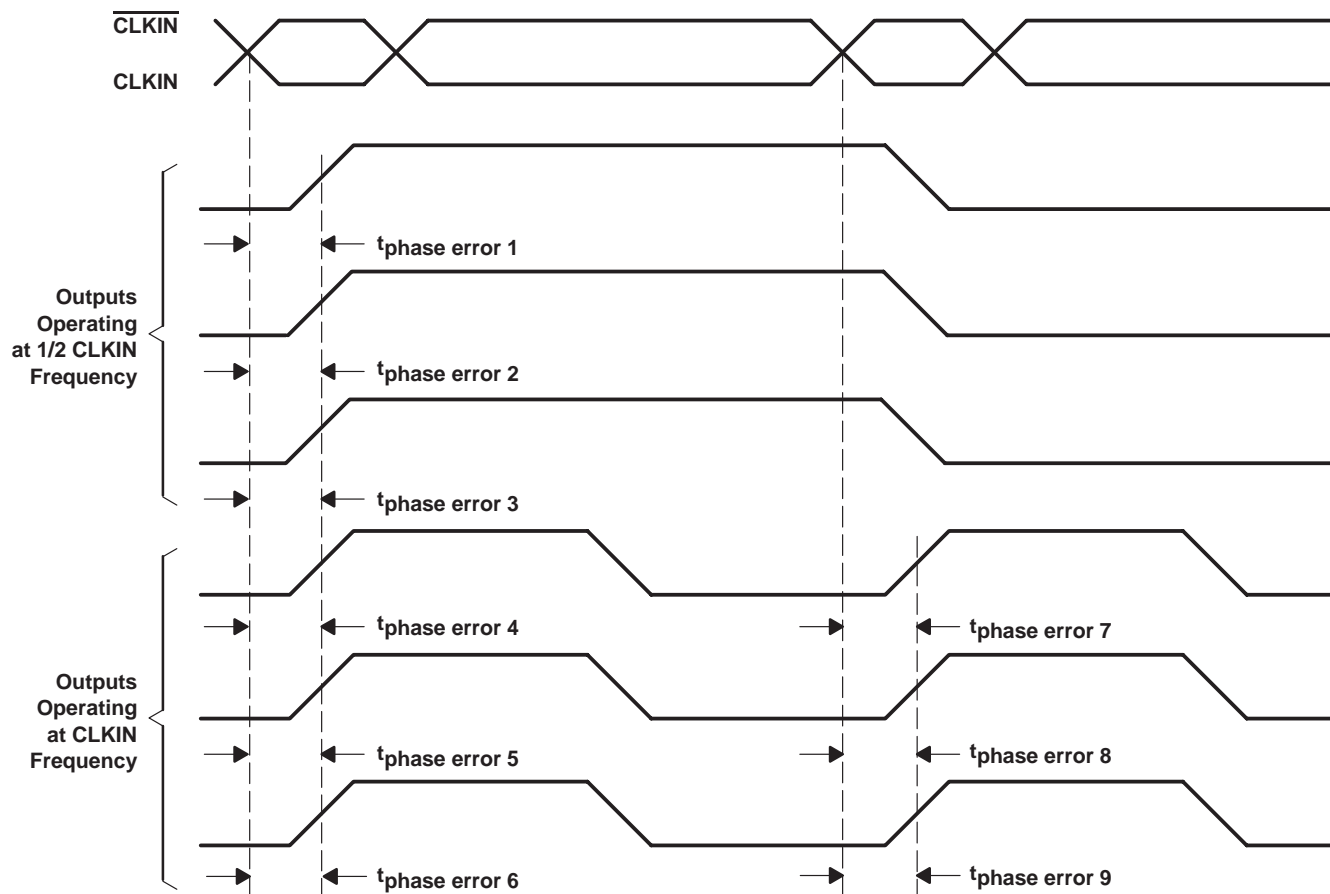 CLKIN
CLKIN
tphase error 1
Outputs
Operating
at 1/2 CLKIN
Frequency
tphase error 2
tphase error 3
tphase error 4
tphase error 7
Outputs
Operating
at CLKIN
Frequency
tphase error 5
tphase error 8
tphase error 6
tphase error 9